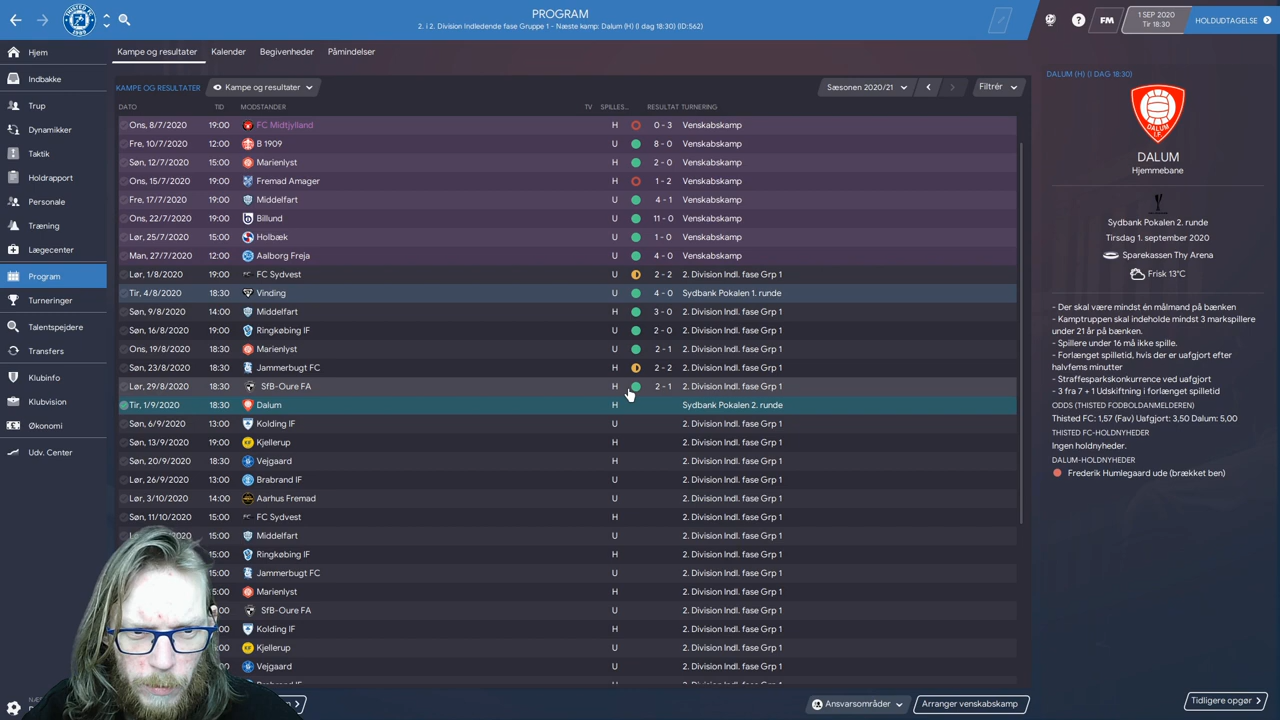 PROGRAM
2. i 2. Division Indledende fase Gruppe 1 - Næste kamp: Dalum (H) (I dag 18:30) (ID:562)
FM
1 SEP 2020
Tir 18:30
HOLDUDTAGELSE
Hjem
Indbakke
Trup
Dynamikker
Taktik
Holdrapport
Personale
Træning
Lægecenter
Program
Turneringer
Talentspejdere
Transfers
Klubinfo
Klubvision
Økonomi
Udv. Center
Kampe og resultater Kalender Begivenheder Påmindelser
KAMPE OG RESULTATER Kampe og resultater Sæsonen 2020/21 Filtrér
DATO TID MODSTANDER TV SPILLES... RESULTAT TURNERING
Ons, 8/7/2020 19:00 FC Midtjylland H 0 - 3 Venskabskamp
Fre, 10/7/2020 12:00 B 1909 U 8 - 0 Venskabskamp
Søn, 12/7/2020 15:00 Marienlyst H 2 - 0 Venskabskamp
Ons, 15/7/2020 19:00 Fremad Amager H 1 - 2 Venskabskamp
Fre, 17/7/2020 19:00 Middelfart U 4 - 1 Venskabskamp
Ons, 22/7/2020 19:00 Billund U 11 - 0 Venskabskamp
Lør, 25/7/2020 15:00 Holbæk U 1 - 0 Venskabskamp
Man, 27/7/2020 12:00 Aalborg Freja U 4 - 0 Venskabskamp
Lør, 1/8/2020 19:00 FC Sydvest U 2 - 2 2. Division Indl. fase Grp 1
Tir, 4/8/2020 18:30 Vinding U 4 - 0 Sydbank Pokalen 1. runde
Søn, 9/8/2020 14:00 Middelfart H 3 - 0 2. Division Indl. fase Grp 1
Søn, 16/8/2020 19:00 Ringkøbing IF U 2 - 0 2. Division Indl. fase Grp 1
Ons, 19/8/2020 18:30 Marienlyst U 2 - 1 2. Division Indl. fase Grp 1
Søn, 23/8/2020 18:30 Jammerbugt FC H 2 - 2 2. Division Indl. fase Grp 1
Lør, 29/8/2020 18:30 SfB-Oure FA H 2 - 1 2. Division Indl. fase Grp 1
Tir, 1/9/2020 18:30 Dalum H Sydbank Pokalen 2. runde
Søn, 6/9/2020 13:00 Kolding IF U 2. Division Indl. fase Grp 1
Søn, 13/9/2020 19:00 Kjellerup H 2. Division Indl. fase Grp 1
Søn, 20/9/2020 18:30 Vejgaard H 2. Division Indl. fase Grp 1
Lør, 26/9/2020 13:00 Brabrand IF U 2. Division Indl. fase Grp 1
Lør, 3/10/2020 14:00 Aarhus Fremad U 2. Division Indl. fase Grp 1
Søn, 11/10/2020 15:00 FC Sydvest H 2. Division Indl. fase Grp 1
15:00 Middelfart U 2. Division Indl. fase Grp 1
15:00 Ringkøbing IF H 2. Division Indl. fase Grp 1
:00 Jammerbugt FC U 2. Division Indl. fase Grp 1
:00 Marienlyst H 2. Division Indl. fase Grp 1
:00 SfB-Oure FA U 2. Division Indl. fase Grp 1
:00 Kolding IF H 2. Division Indl. fase Grp 1
:00 Kjellerup U 2. Division Indl. fase Grp 1
:00 Vejgaard U 2. Division Indl. fase Grp 1
Ansvarsområder Arranger venskabskamp
DALUM (H) (I DAG 18:30)
DALUM
Hjemmebane
Sydbank Pokalen 2. runde
Tirsdag 1. september 2020
Sparekassen Thy Arena
Frisk 13°C
- Der skal være mindst én målmand på bænken
- Kamptruppen skal indeholde mindst 3 markspillere
under 21 år på bænken.
- Spillere under 16 må ikke spille.
- Forlænget spilletid, hvis der er uafgjort efter
halvfems minutter
- Straffesparkskonkurrence ved uafgjort
- 3 fra 7 + 1 Udskiftning i forlænget spilletid
ODDS (THISTED FODBOLDANMELDEREN)
Thisted FC: 1,57 (Fav) Uafgjort: 3,50 Dalum: 5,00
THISTED FC-HOLDNYHEDER
Ingen holdnyheder.
DALUM-HOLDNYHEDER
Frederik Humlegaard ude (brækket ben)
Tidligere opgør